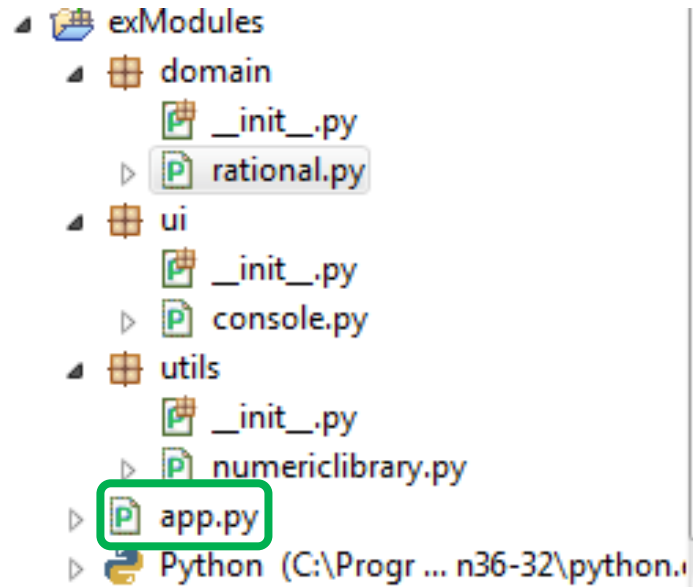 exModules
domain
__init__.py
rational.py
ui
__init__.py
console.py
utils
__init__.py
numericlibrary.py
app.py
Python (C:\Progr ... n36-32\python.